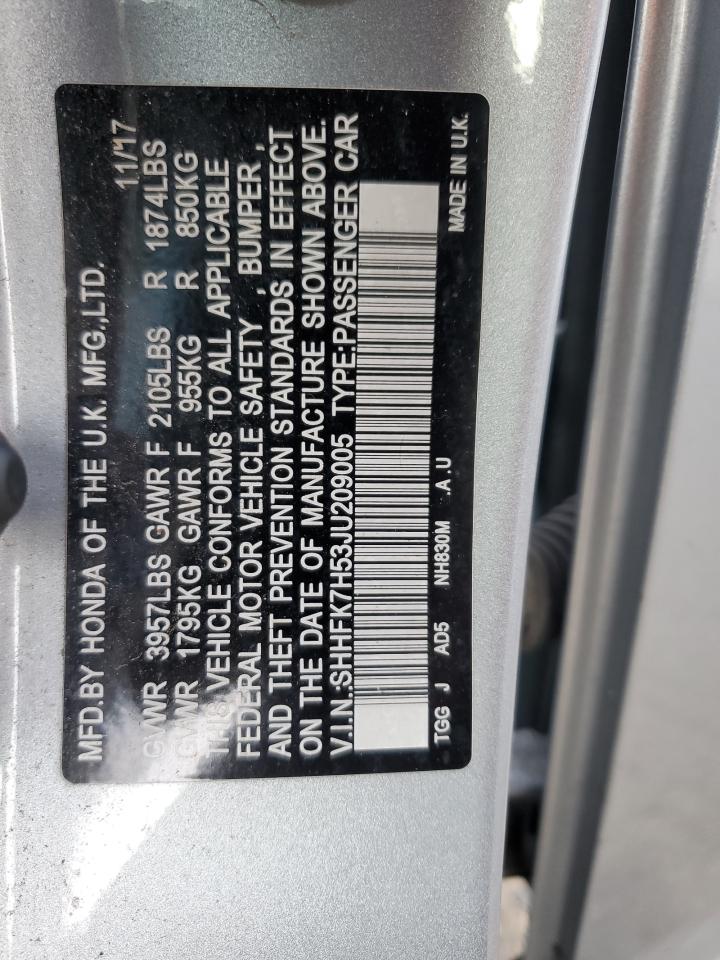 MFD.BY HONDA OF THE U.K. MFG.,LTD. 11/17
GVWR 3957LBS GAWR F 2105LBS R 1874LBS
GVWR 1795KG GAWR F 955KG R 850KG
THIS VEHICLE CONFORMS TO ALL APPLICABLE
FEDERAL MOTOR VEHICLE SAFETY , BUMPER ,
AND THEFT PREVENTION STANDARDS IN EFFECT
ON THE DATE OF MANUFACTURE SHOWN ABOVE.
V.I.N.:SHHFK7H53JU209005 TYPE:PASSENGER CAR
TGG J AD5 NH830M .A .U MADE IN U.K.